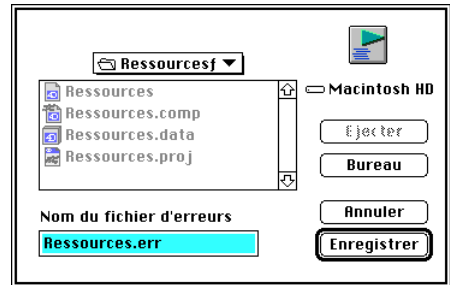 Ressourcesƒ
Ressources
Ressources.comp
Ressources.data
Ressources.proj
Macintosh HD
Ejecter
Bureau
Nom du fichier d'erreurs
Ressources.err
Annuler
Enregistrer